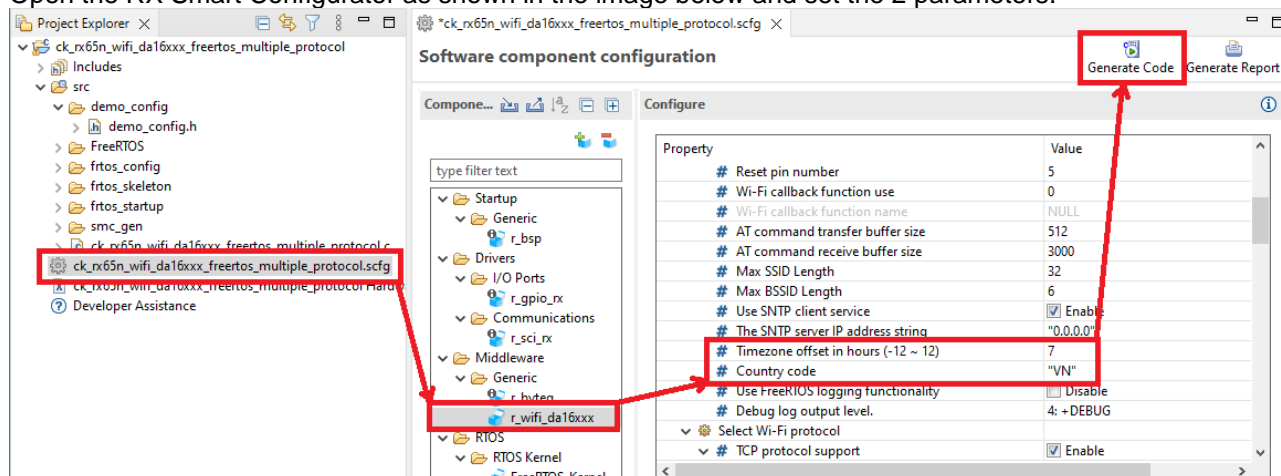 Open the RX Smart Configurator as shown in the image below and set the 2 parameters.
Project Explorer
ck_rx65n_wifi_da16xxx_freertos_multiple_protocol
Includes
src
demo_config
demo_config.h
FreeRTOS
frtos_config
frtos_skeleton
frtos_startup
smc_gen
ck_rx65n_wifi_da16xxx_freertos_multiple_protocol.c
ck_rx65n_wifi_da16xxx_freertos_multiple_protocol.scfg
ck_rx65n_wifi_da16xxx_freertos_multiple_protocol Hardw
Developer Assistance
*ck_rx65n_wifi_da16xxx_freertos_multiple_protocol.scfg
Software component configuration
Generate Code Generate Report
Compone...
type filter text
Startup
Generic
r_bsp
Drivers
I/O Ports
r_gpio_rx
Communications
r_sci_rx
Middleware
Generic
r_byteq
r_wifi_da16xxx
RTOS
RTOS Kernel
FreeRTOS_Kernel
Configure
Property Value
# Reset pin number 5
# Wi-Fi callback function use 0
# Wi-Fi callback function name NULL
# AT command transfer buffer size 512
# AT command receive buffer size 3000
# Max SSID Length 32
# Max BSSID Length 6
# Use SNTP client service Enable
# The SNTP server IP address string "0.0.0.0"
# Timezone offset in hours (-12 ~ 12) 7
# Country code "VN"
# Use FreeRTOS logging functionality Disable
# Debug log output level. 4: +DEBUG
Select Wi-Fi protocol
# TCP protocol support Enable